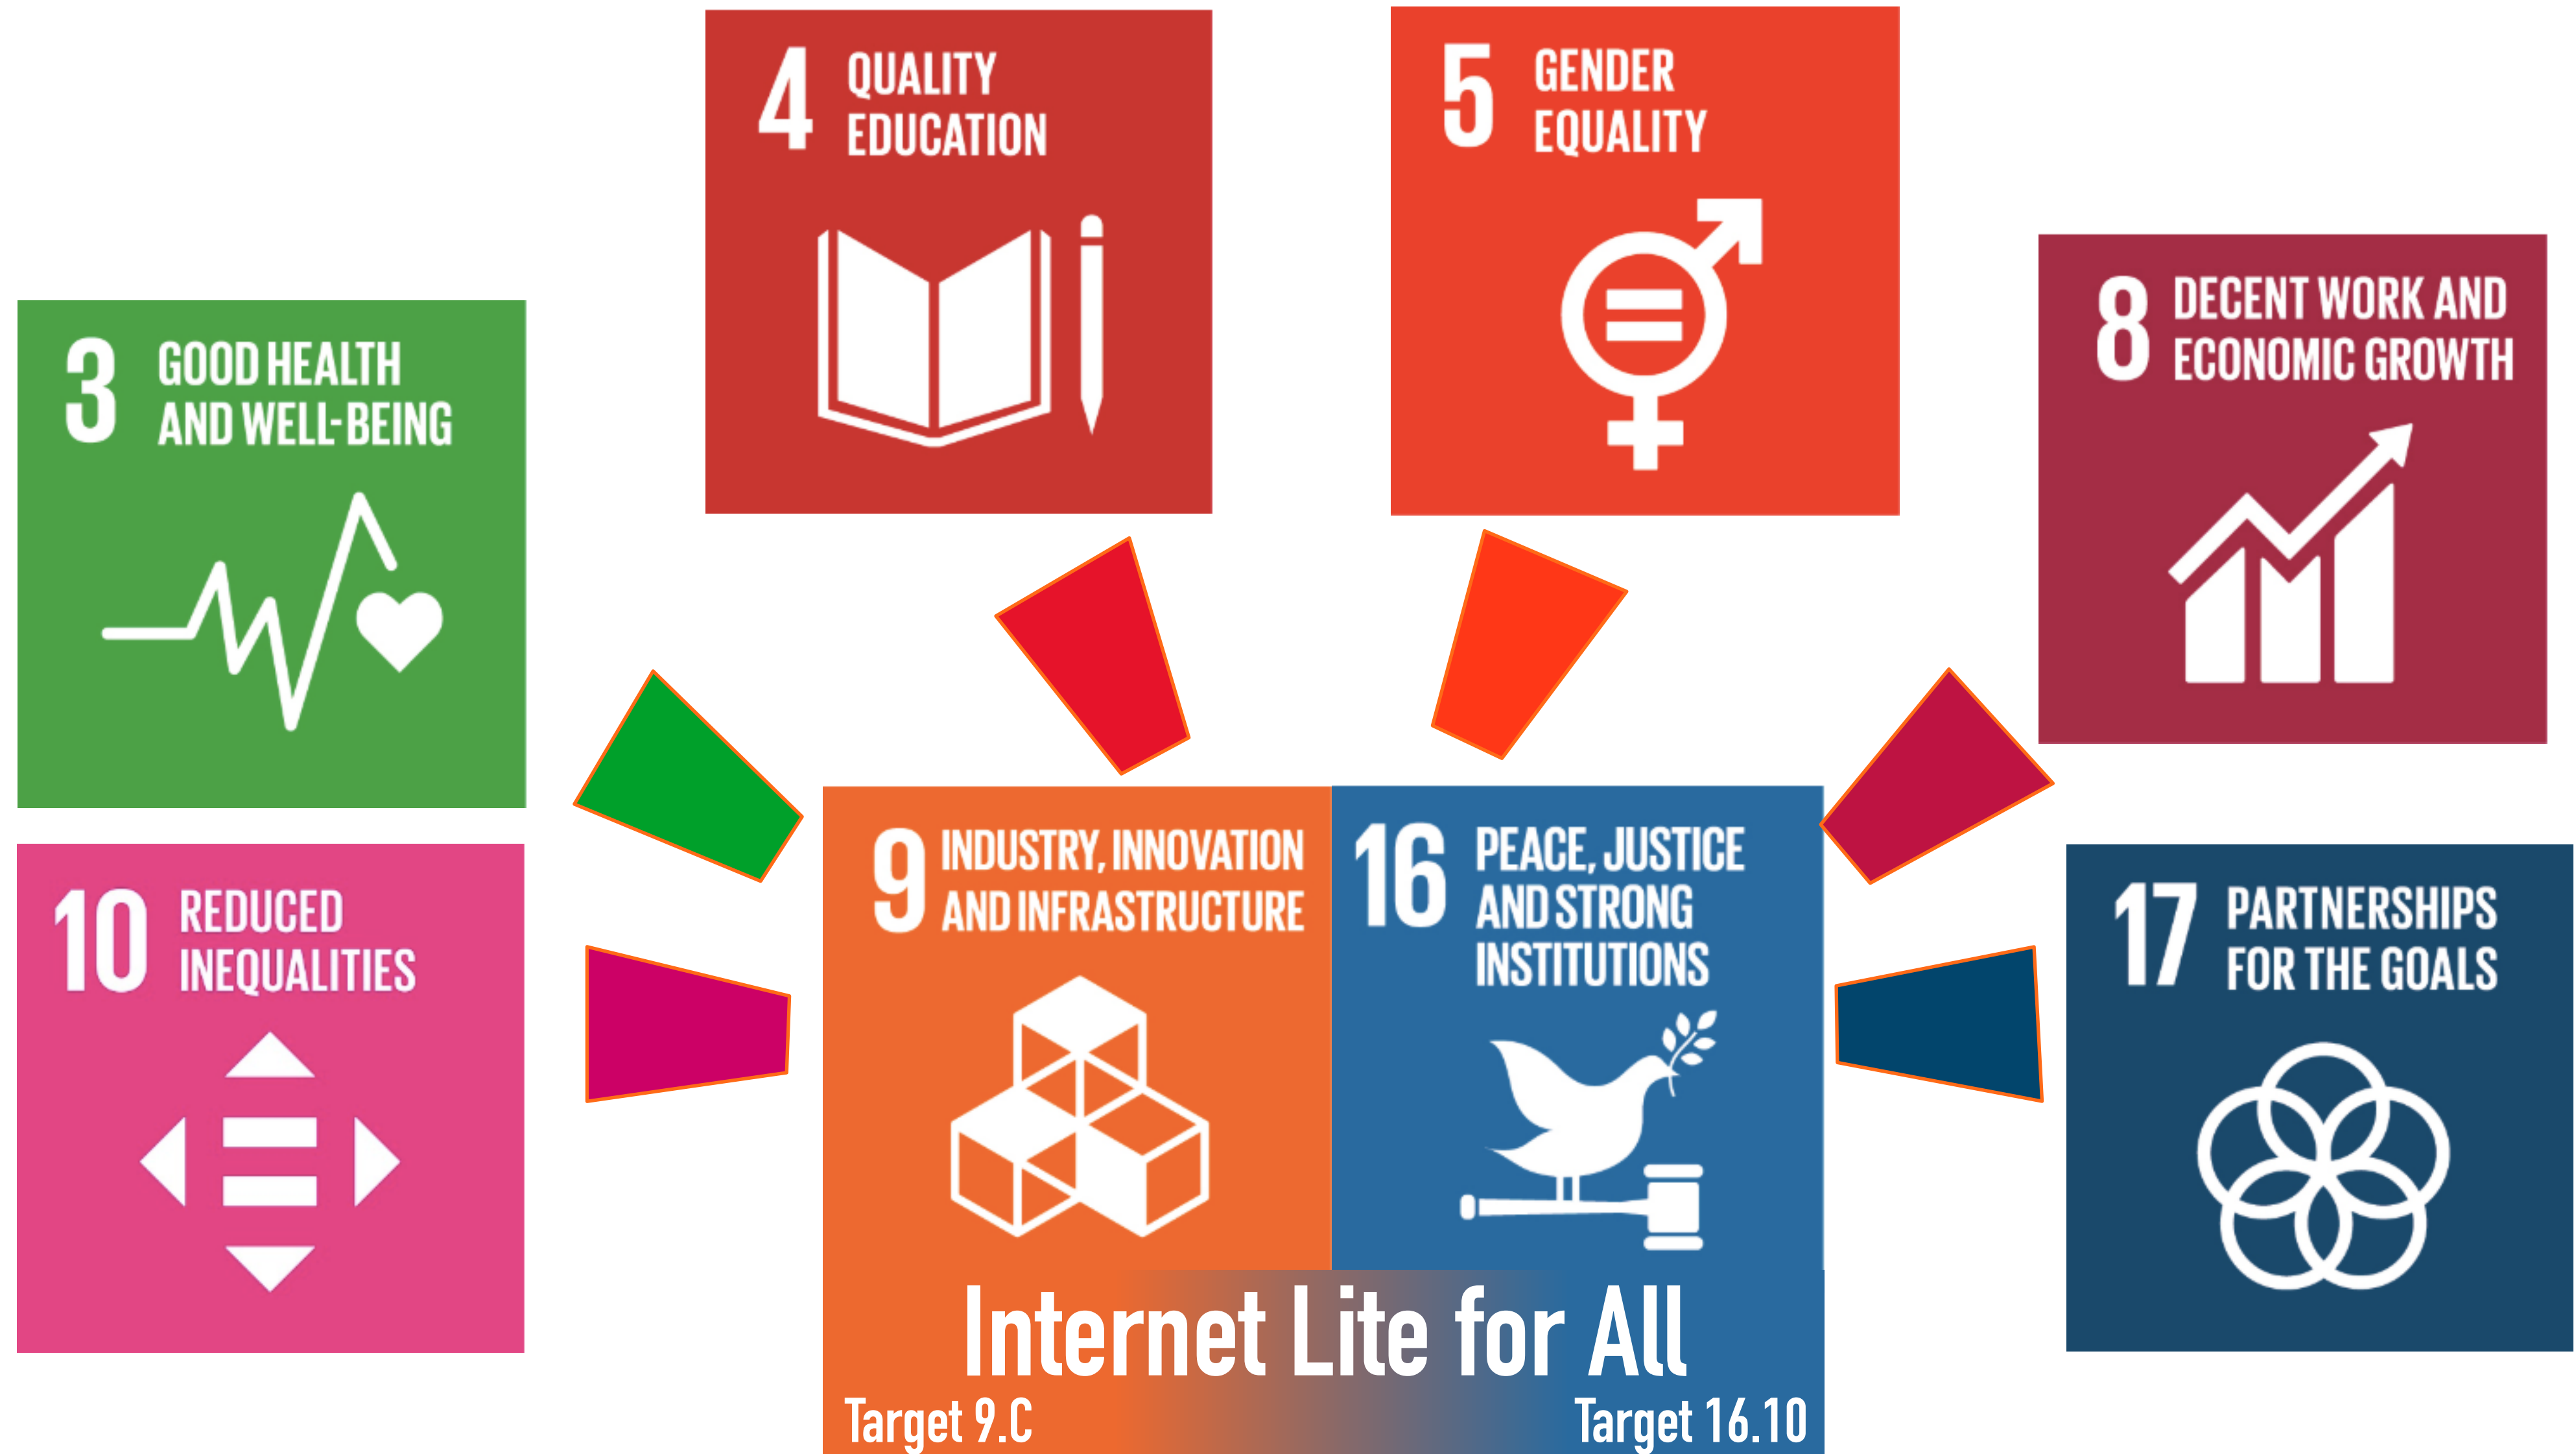 4 QUALITY
EDUCATION
5 GENDER
EQUALITY
3 GOOD HEALTH
AND WELL-BEING
8 DECENT WORK AND
ECONOMIC GROWTH
10 REDUCED
INEQUALITIES
9 INDUSTRY, INNOVATION
AND INFRASTRUCTURE
16 PEACE, JUSTICE
AND STRONG
INSTITUTIONS
17 PARTNERSHIPS
FOR THE GOALS
Internet Lite for All
Target 9.C
Target 16.10